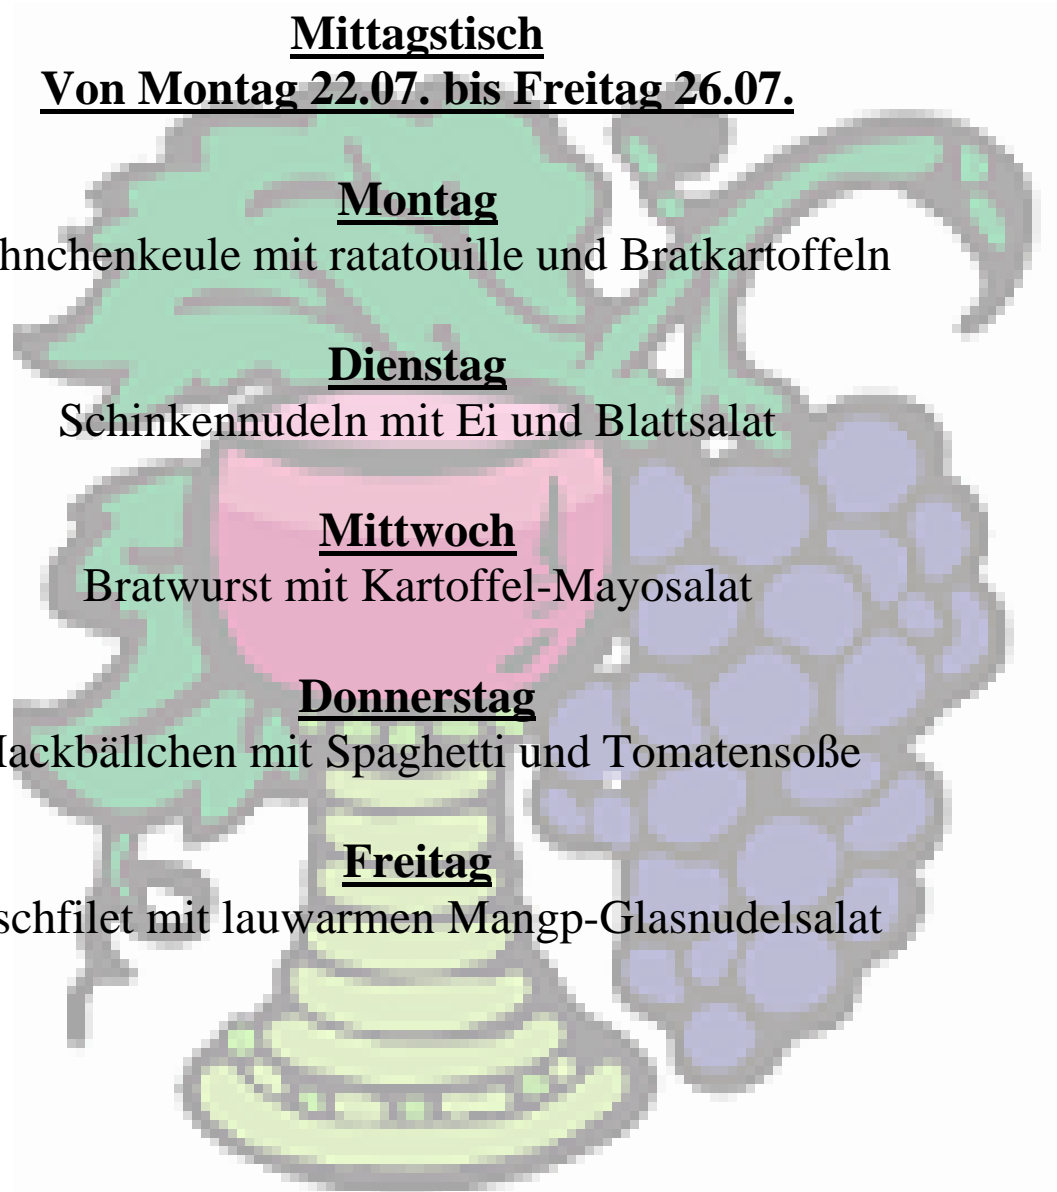 Mittagstisch
Von Montag 22.07. bis Freitag 26.07.
Montag
hnchenkeule mit ratatouille und Bratkartoffeln
Dienstag
Schinkennudeln mit Ei und Blattsalat
Mittwoch
Bratwurst mit Kartoffel-Mayosalat
Donnerstag
ackbällchen mit Spaghetti und Tomatensoße
Freitag
schfilet mit lauwarmen Mangp-Glasnudelsalat